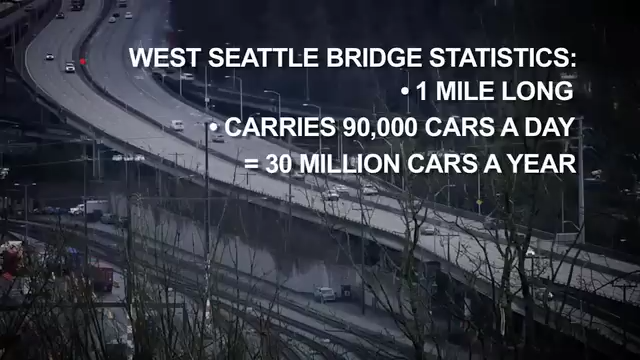 WEST SEATTLE BRIDGE STATISTICS:
• 1 MILE LONG
• CARRIES 90,000 CARS A DAY
= 30 MILLION CARS A YEAR